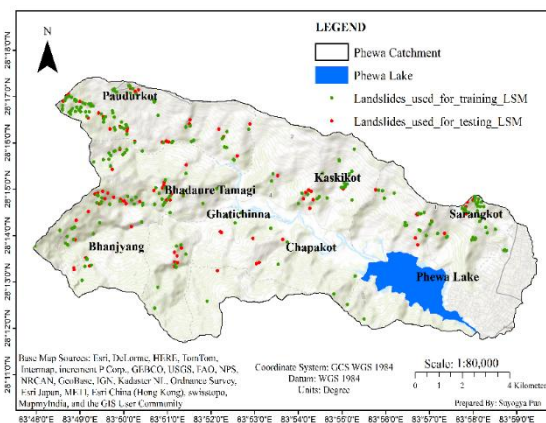 N
LEGEND
Phewa Catchment
Phewa Lake
Landslides_used_for_training_LSM
Landslides_used_for_testing_LSM
28°18'0"N
28°17'0"N
28°16'0"N
28°15'0"N
28°14'0"N
28°13'0"N
28°12'0"N
28°11'0"N
Paudurkot
Kaskikot
Bhadaure Tamagi
Sarangkot
Ghatichinna
Bhanjyang
Chapakot
Phewa Lake
Base Map Sources: Esri, DeLorme, HERE, TomTom,
Intermap, increment P Corp., GEBCO, USGS, FAO, NPS,
NRCAN, GeoBase, IGN, Kadaster NL, Ordnance Survey,
Esri Japan, METI, Esri China (Hong Kong), swisstopo,
MapmyIndia, and the GIS User Community
Coordinate System: GCS WGS 1984
Datum: WGS 1984
Units: Degree
Scale: 1:80,000
0 1 2 4 Kilometer
Prepared By: Suyogya Pun
83°49'0"E 83°50'0"E 83°51'0"E 83°52'0"E 83°53'0"E 83°54'0"E 83°55'0"E 83°56'0"E 83°57'0"E 83°58'0"E 83°59'0"E